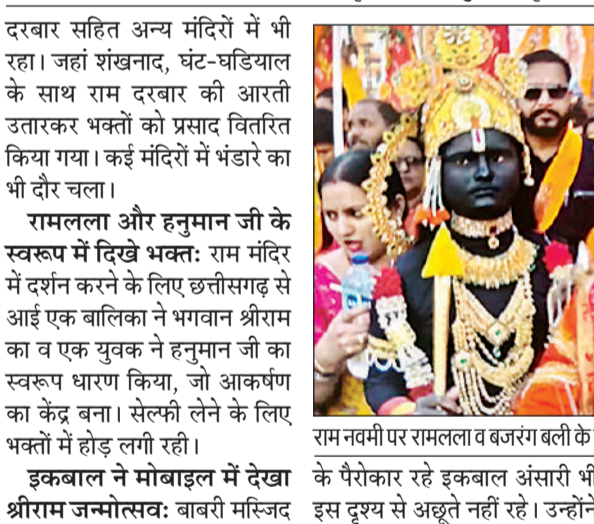 दरबार सहित अन्य मंदिरों में भी
रहा। जहां शंखनाद, घंट-घडियाल
के साथ राम दरबार की आरती
उतारकर भक्तों को प्रसाद वितरित
किया गया। कई मंदिरों में भंडारे का
भी दौर चला।
रामलला और हनुमान जी के
स्वरूप में दिखे भक्त: राम मंदिर
में दर्शन करने के लिए छत्तीसगढ़ से
आई एक बालिका ने भगवान श्रीराम
का व एक युवक ने हनुमान जी का
स्वरूप धारण किया, जो आकर्षण
का केंद्र बना। सेल्फी लेने के लिए
भक्तों में होड़ लगी रही।
इकबाल ने मोबाइल में देखा
श्रीराम जन्मोत्सव: बाबरी मस्जिद
राम नवमी पर रामलला व बजरंग बली के
के पैरोकार रहे इकबाल अंसारी भी
इस दृश्य से अछूते नहीं रहे। उन्होंने